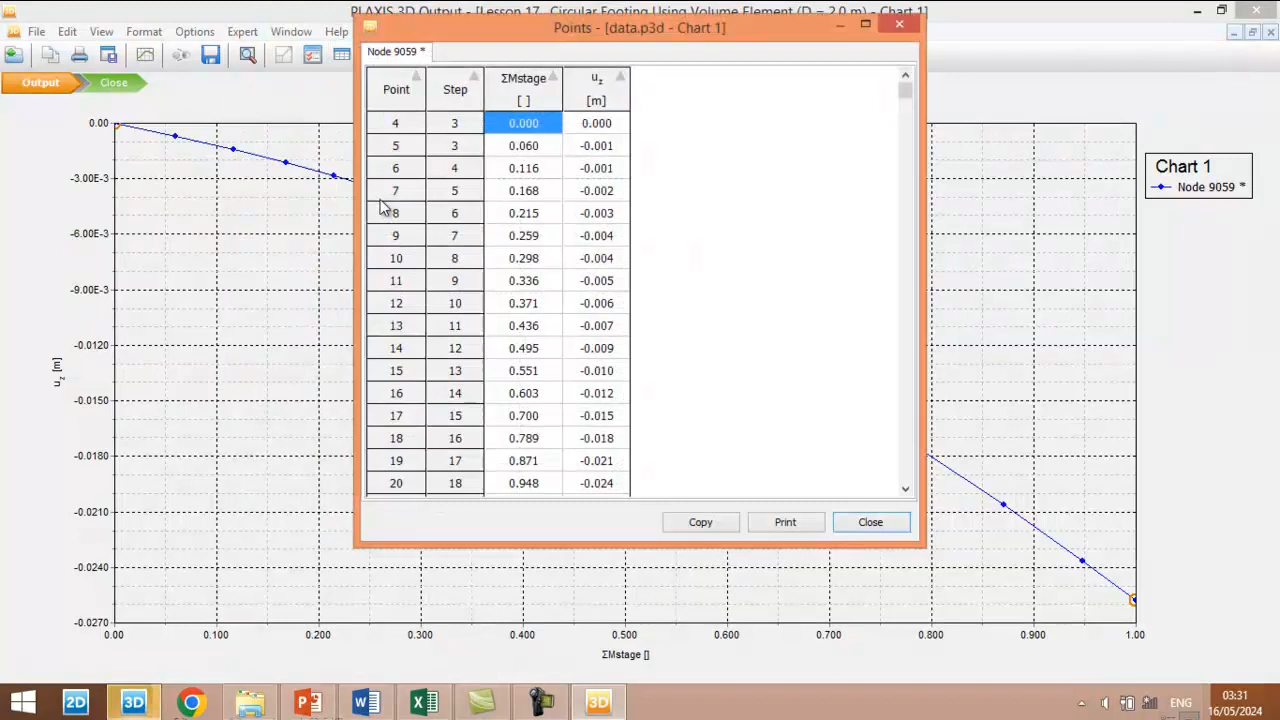 PLAXIS 3D Output - [Lesson 17 - Circular Footing Using Volume Element (D = 2.0 m) - Chart 1]
File Edit View Format Options Expert Window Help
Output Close
Points - [data.p3d - Chart 1]
Node 9059 *
Point Step ΣMstage [ ] uz [m]
4 3 0.000 0.000
5 3 0.060 -0.001
6 4 0.116 -0.001
7 5 0.168 -0.002
8 6 0.215 -0.003
9 7 0.259 -0.004
10 8 0.298 -0.004
11 9 0.336 -0.005
12 10 0.371 -0.006
13 11 0.436 -0.007
14 12 0.495 -0.009
15 13 0.551 -0.010
16 14 0.603 -0.012
17 15 0.700 -0.015
18 16 0.789 -0.018
19 17 0.871 -0.021
20 18 0.948 -0.024
Copy Print Close
Chart 1
Node 9059 *
0.00
-3.00E-3
-6.00E-3
-9.00E-3
-0.0120
-0.0150
-0.0180
-0.0210
-0.0240
-0.0270
uz [m]
0.00 0.100 0.200 0.300 0.400 0.500 0.600 0.700 0.800 0.900 1.00
ΣMstage []
2D 3D 3D
ENG
03:31
16/05/2024